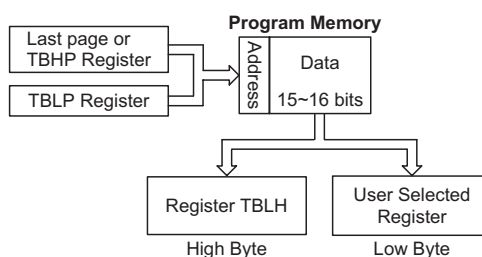 Program Memory
Last page or
TBHP Register
TBLP Register
Address
Data
15~16 bits
Register TBLH
High Byte
User Selected
Register
Low Byte